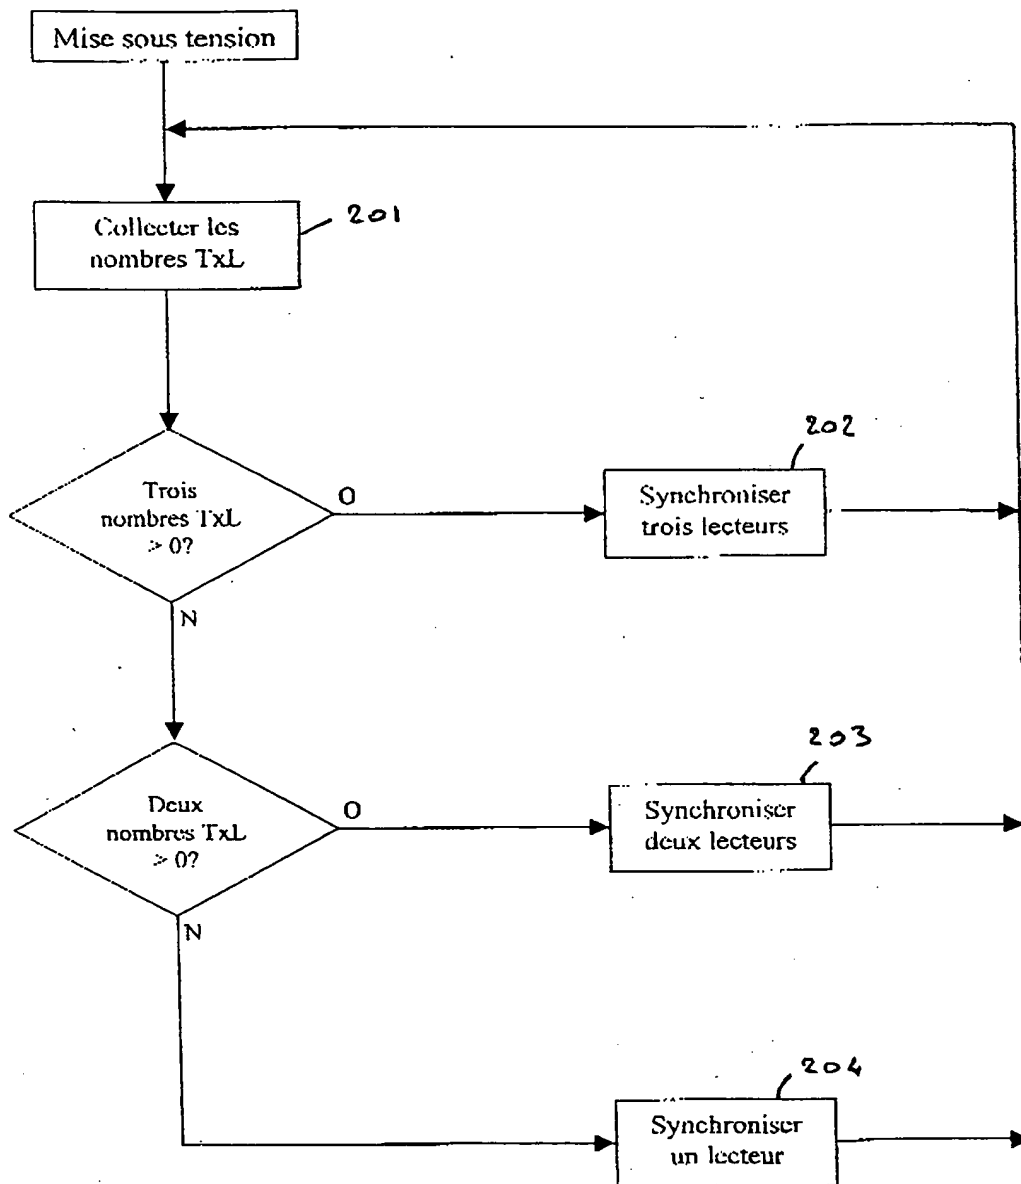 Mise sous tension
Collecter les
nombres TxL
201
Trois
nombres TxL
> 0?
O
N
202
Synchroniser
trois lecteurs
Deux
nombres TxL
> 0?
O
N
203
Synchroniser
deux lecteurs
204
Synchroniser
un lecteur